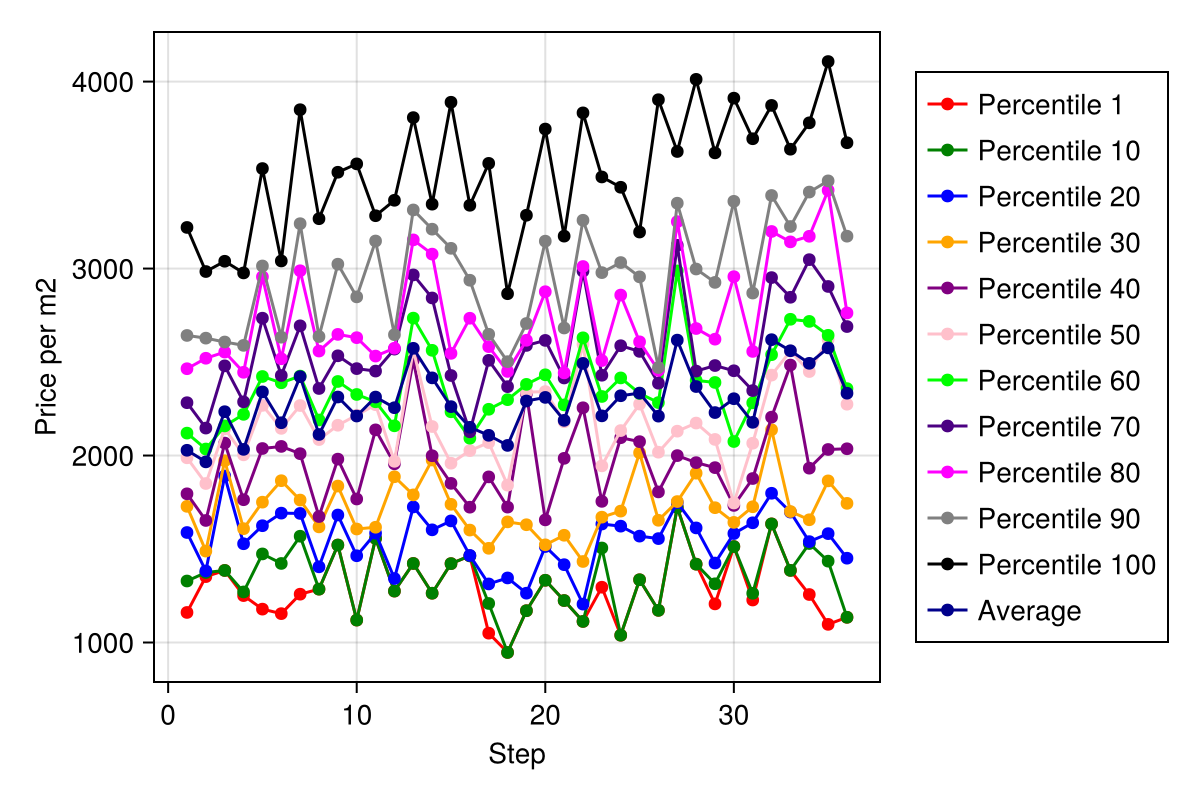 4000
3000
2000
1000
Price per m2
0
10
20
30
Step
Percentile 1
Percentile 10
Percentile 20
Percentile 30
Percentile 40
Percentile 50
Percentile 60
Percentile 70
Percentile 80
Percentile 90
Percentile 100
Average